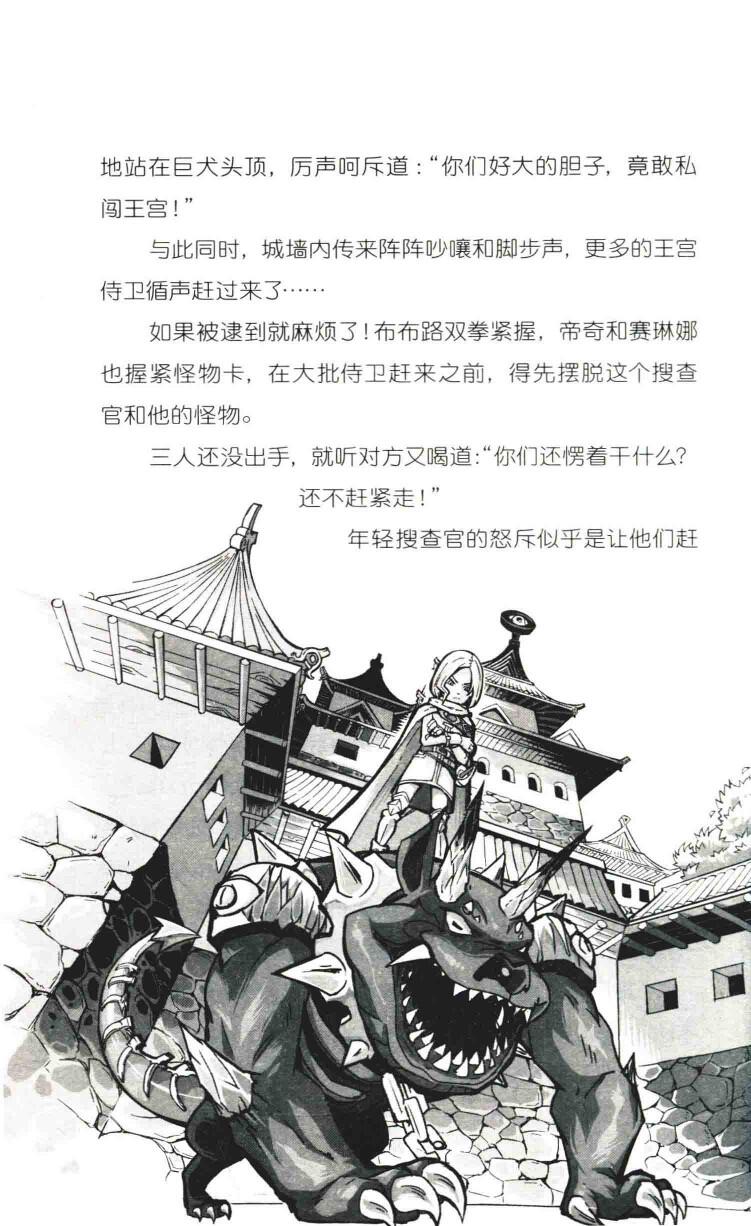 地站在巨犬头顶，厉声呵斥道：“你们好大的胆子，竟敢私
闯王宫！”
与此同时，城墙内传来阵阵吵嚷和脚步声，更多的王宫
侍卫循声赶过来了……
如果被逮到就麻烦了！布布路双拳紧握，帝奇和赛琳娜
也握紧怪物卡，在大批侍卫赶来之前，得先摆脱这个搜查
官和他的怪物。
三人还没出手，就听对方又喝道：“你们还愣着干什么？
还不赶紧走！”
年轻搜查官的怒斥似乎是让他们赶